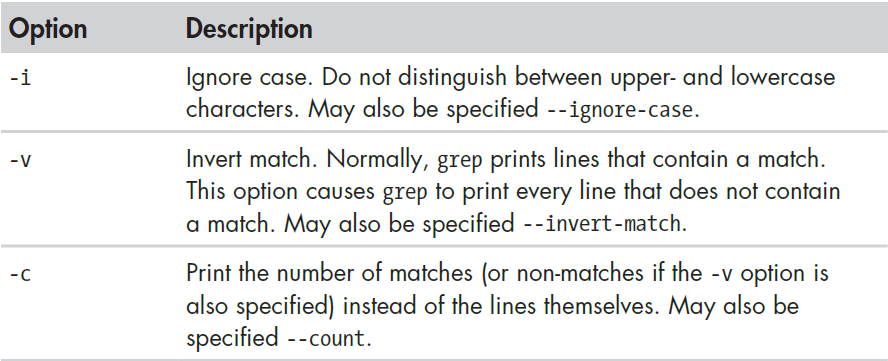 Option Description
-i Ignore case. Do not distinguish between upper- and lowercase
characters. May also be specified --ignore-case.
-v Invert match. Normally, grep prints lines that contain a match.
This option causes grep to print every line that does not contain
a match. May also be specified --invert-match.
-c Print the number of matches (or non-matches if the -v option is
also specified) instead of the lines themselves. May also be
specified --count.